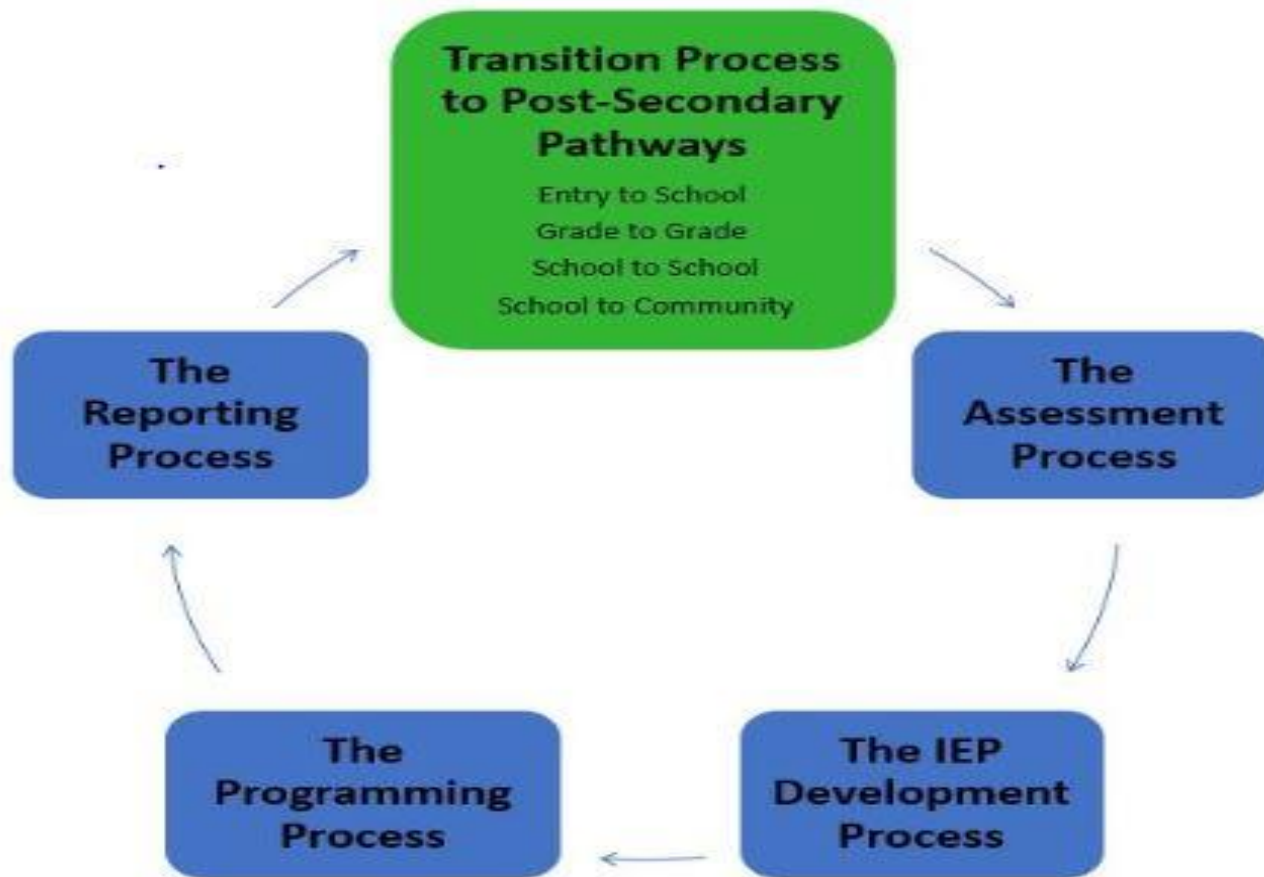 Transition Process
to Post-Secondary
Pathways
Entry to School
Grade to Grade
School to School
School to Community
The
Assessment
Process
The IEP
Development
Process
The
Programming
Process
The
Reporting
Process